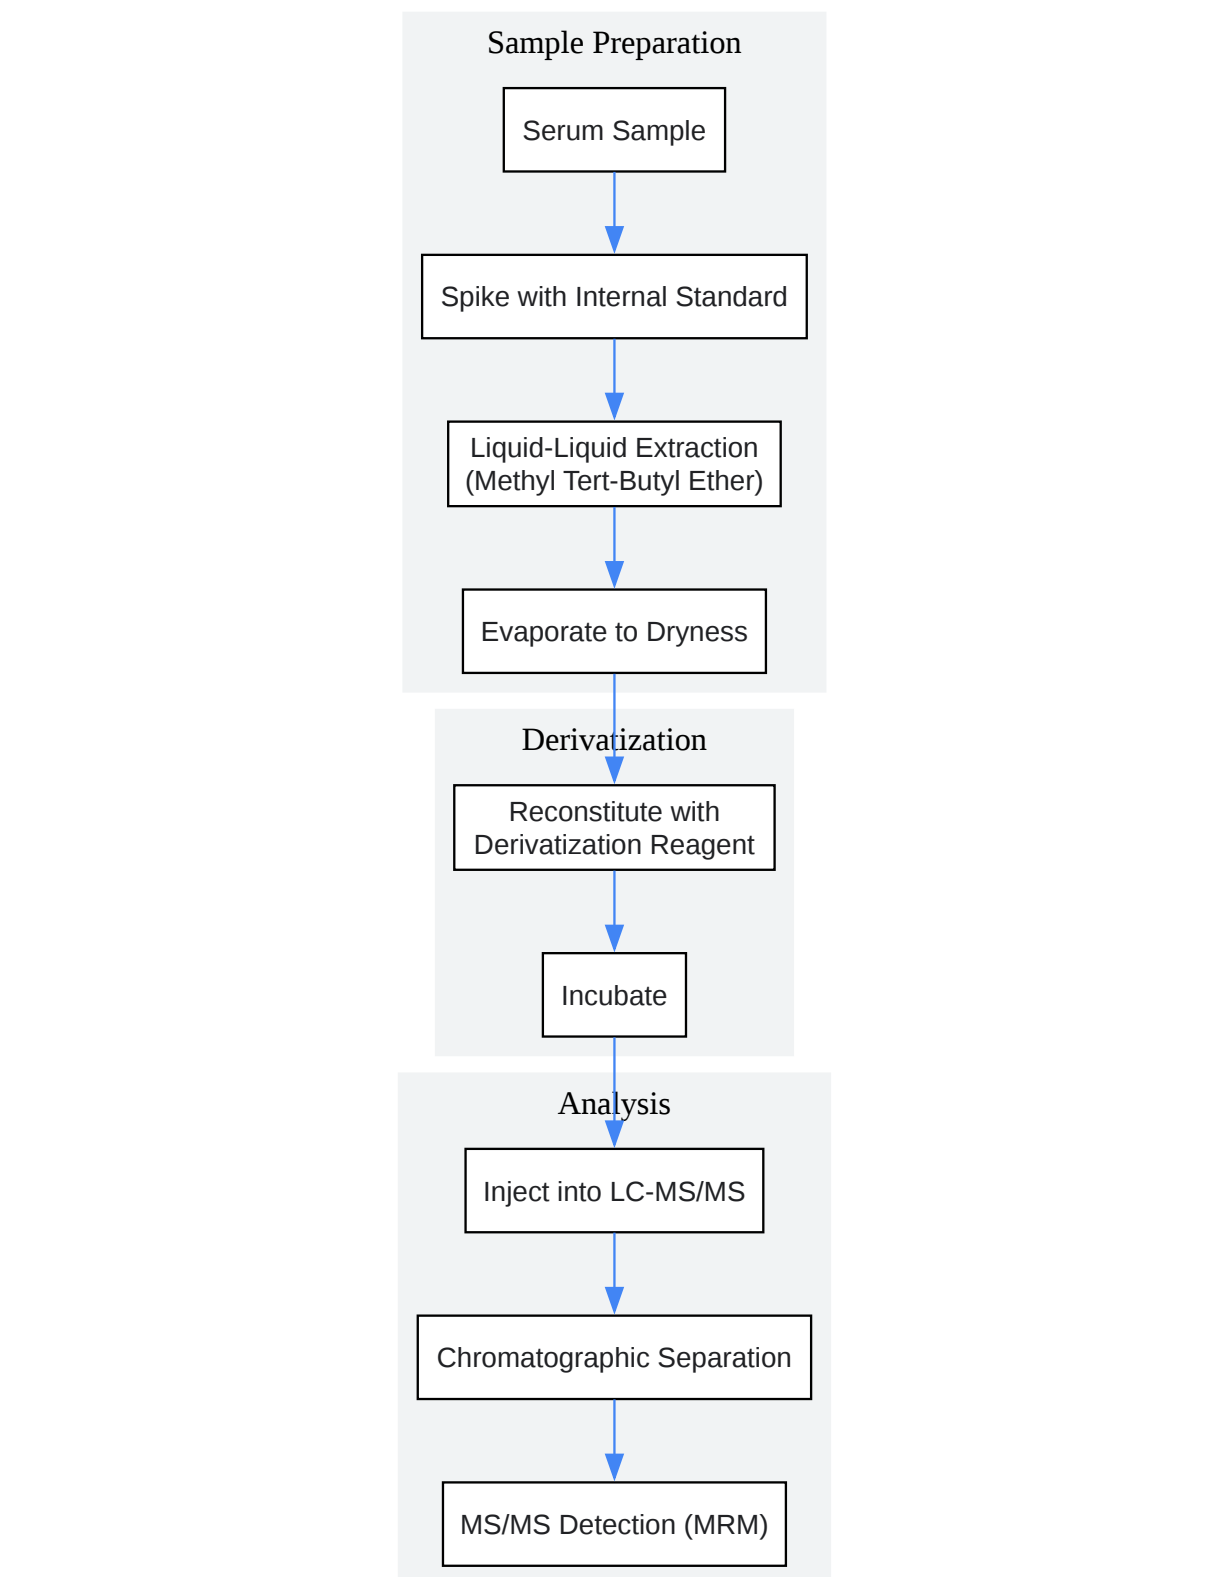 Sample Preparation
Serum Sample
Spike with Internal Standard
Liquid-Liquid Extraction
(Methyl Tert-Butyl Ether)
Evaporate to Dryness
Derivatization
Reconstitute with
Derivatization Reagent
Incubate
Analysis
Inject into LC-MS/MS
Chromatographic Separation
MS/MS Detection (MRM)